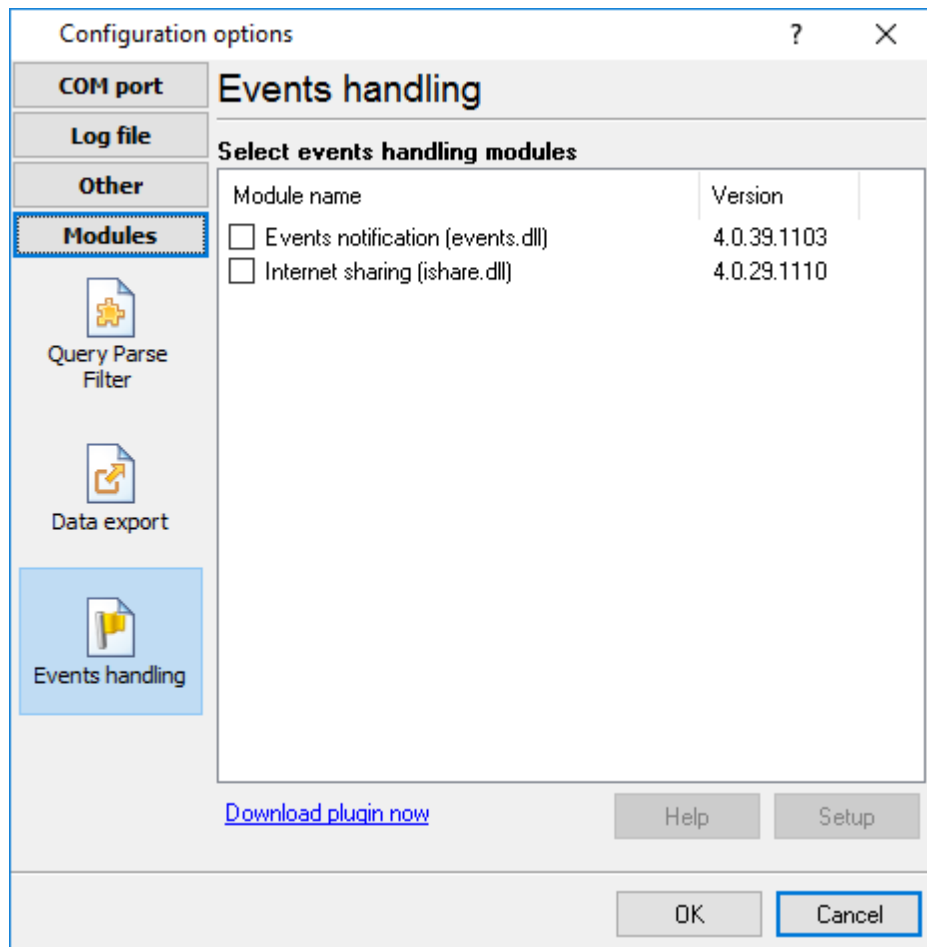 Configuration options
?
COM port
Log file
Other
Modules
Query Parse
Filter
Data export
Events handling
Events handling
Select events handling modules
Module name Version
Events notification (events.dll) 4.0.39.1103
Internet sharing (ishare.dll) 4.0.29.1110
Download plugin now
Help
Setup
OK
Cancel